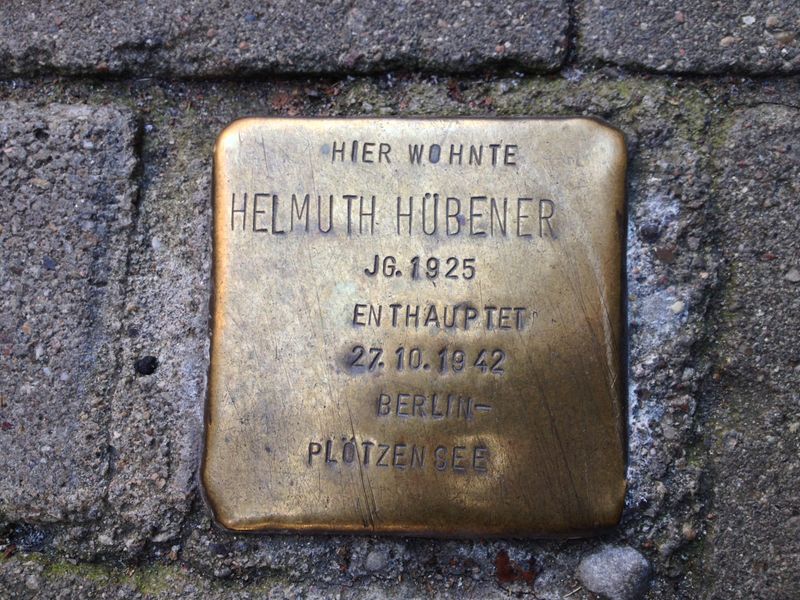 HIER WOHNTE
HELMUTH HÜBENER
JG. 1925
ENTHAUPTET
27. 10. 1942
BERLIN-
PLÖTZENSEE